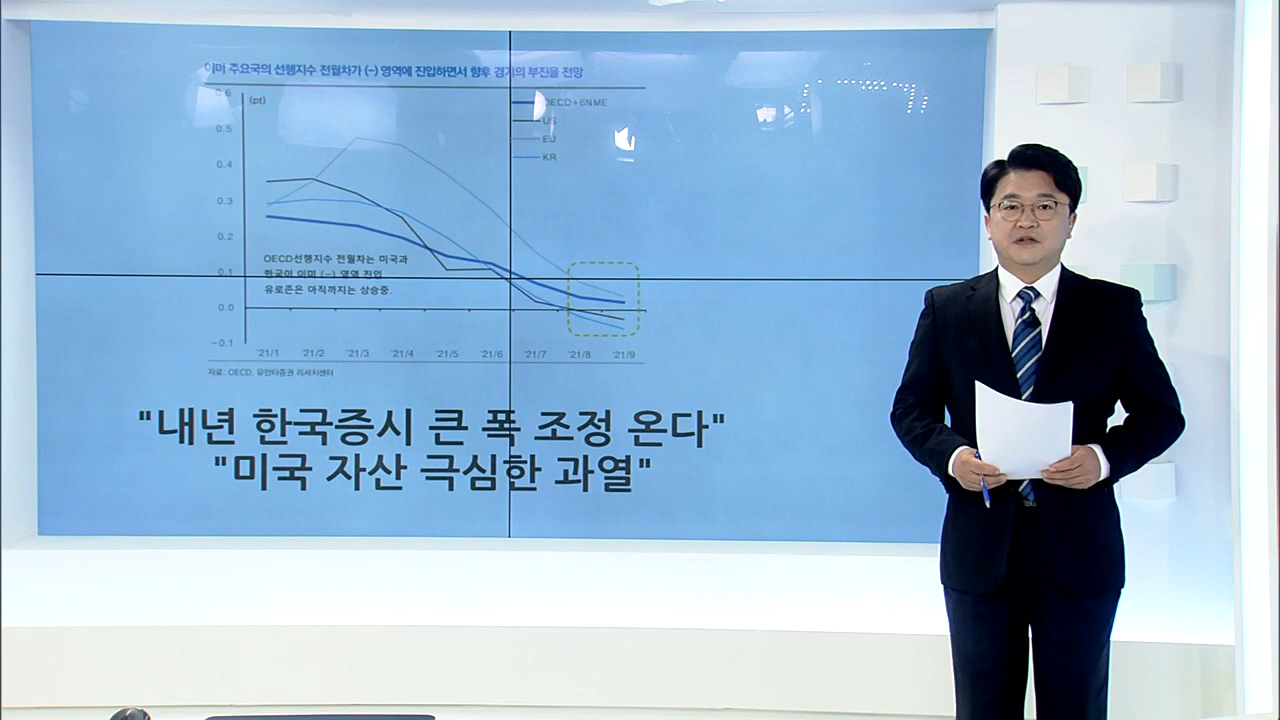 이미 주요국의 선행지수 전월차가 (-) 영역에 진입하면서 향후 경기의 부진을 전망
0.6
(pt)
OECD+6NME
0.5
US
EU
0.4
KR
0.3
0.2
OECD선행지수 전월차는 미국과
0.1
한국이 이미 (-) 영역 진입
유로존은 아직까지는 상승중.
0.0
-0.1
'21/1 '21/2 '21/3 '21/4 '21/5 '21/6 '21/7 '21/8 '21/9
자료: OECD, 유안타증권 리서치센터
"내년 한국증시 큰 폭 조정 온다"
"미국 자산 극심한 과열"